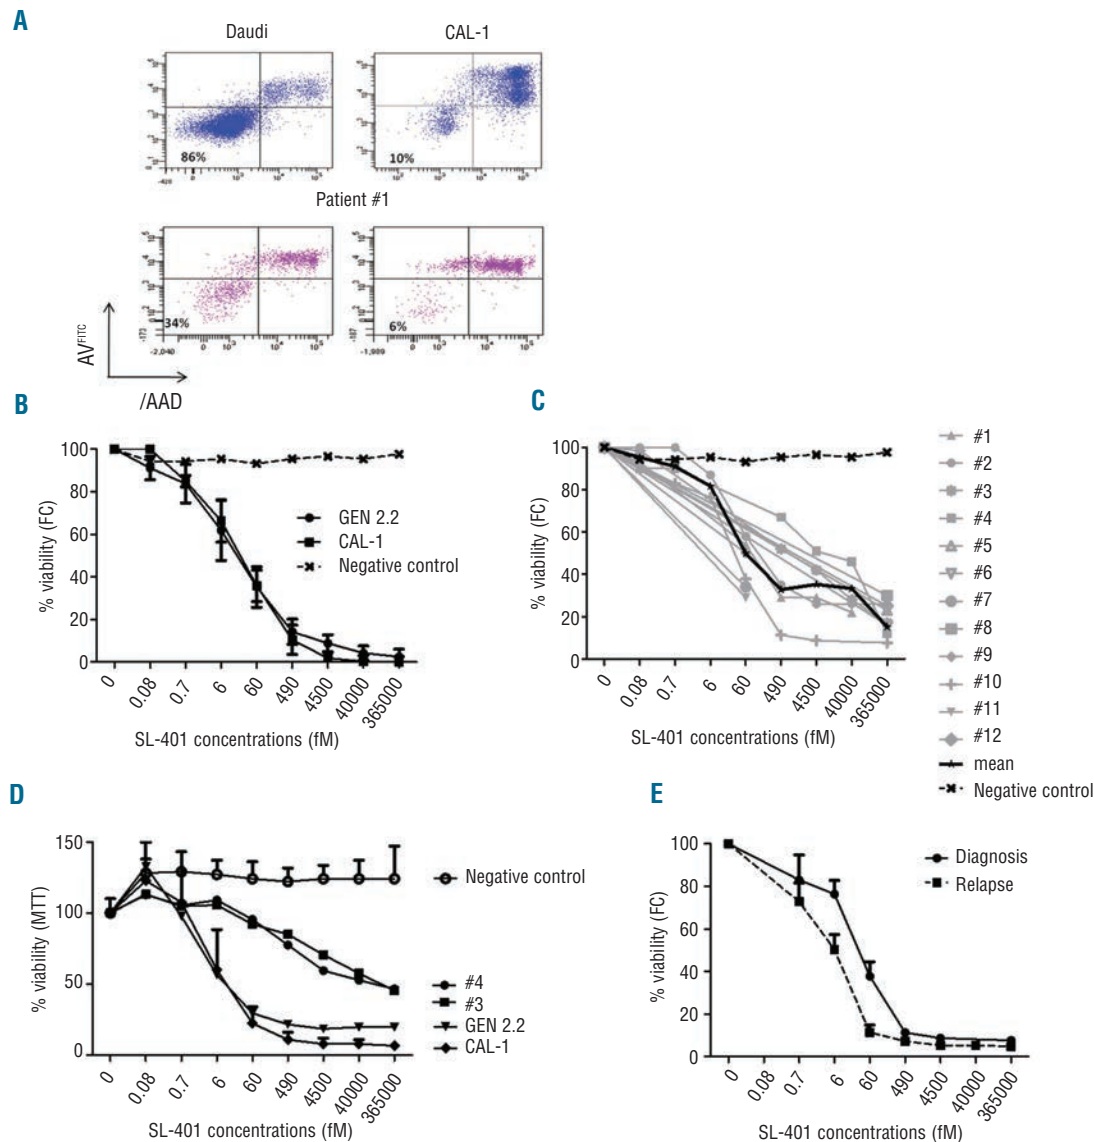 A
Daudi
CAL-1
86%
10%
Patient #1
34%
6%
-2,040
-1,989
AVFITC
/AAD
B
% viability (FC)
100
80
60
40
20
0
GEN 2.2
CAL-1
Negative control
0 0.08 0.7 6 60 490 4500 40000 365000
SL-401 concentrations (fM)
C
% viability (FC)
100
80
60
40
20
0
0 0.08 0.7 6 60 490 4500 40000 365000
SL-401 concentrations (fM)
#1
#2
#3
#4
#5
#6
#7
#8
#9
#10
#11
#12
mean
Negative control
D
% viability (MTT)
150
100
50
0
Negative control
#4
#3
GEN 2.2
CAL-1
0 0.08 0.7 6 60 490 4500 40000 365000
SL-401 concentrations (fM)
E
% viability (FC)
100
80
60
40
20
0
Diagnosis
Relapse
0 0.08 0.7 6 60 490 4500 40000 365000
SL-401 concentrations (fM)